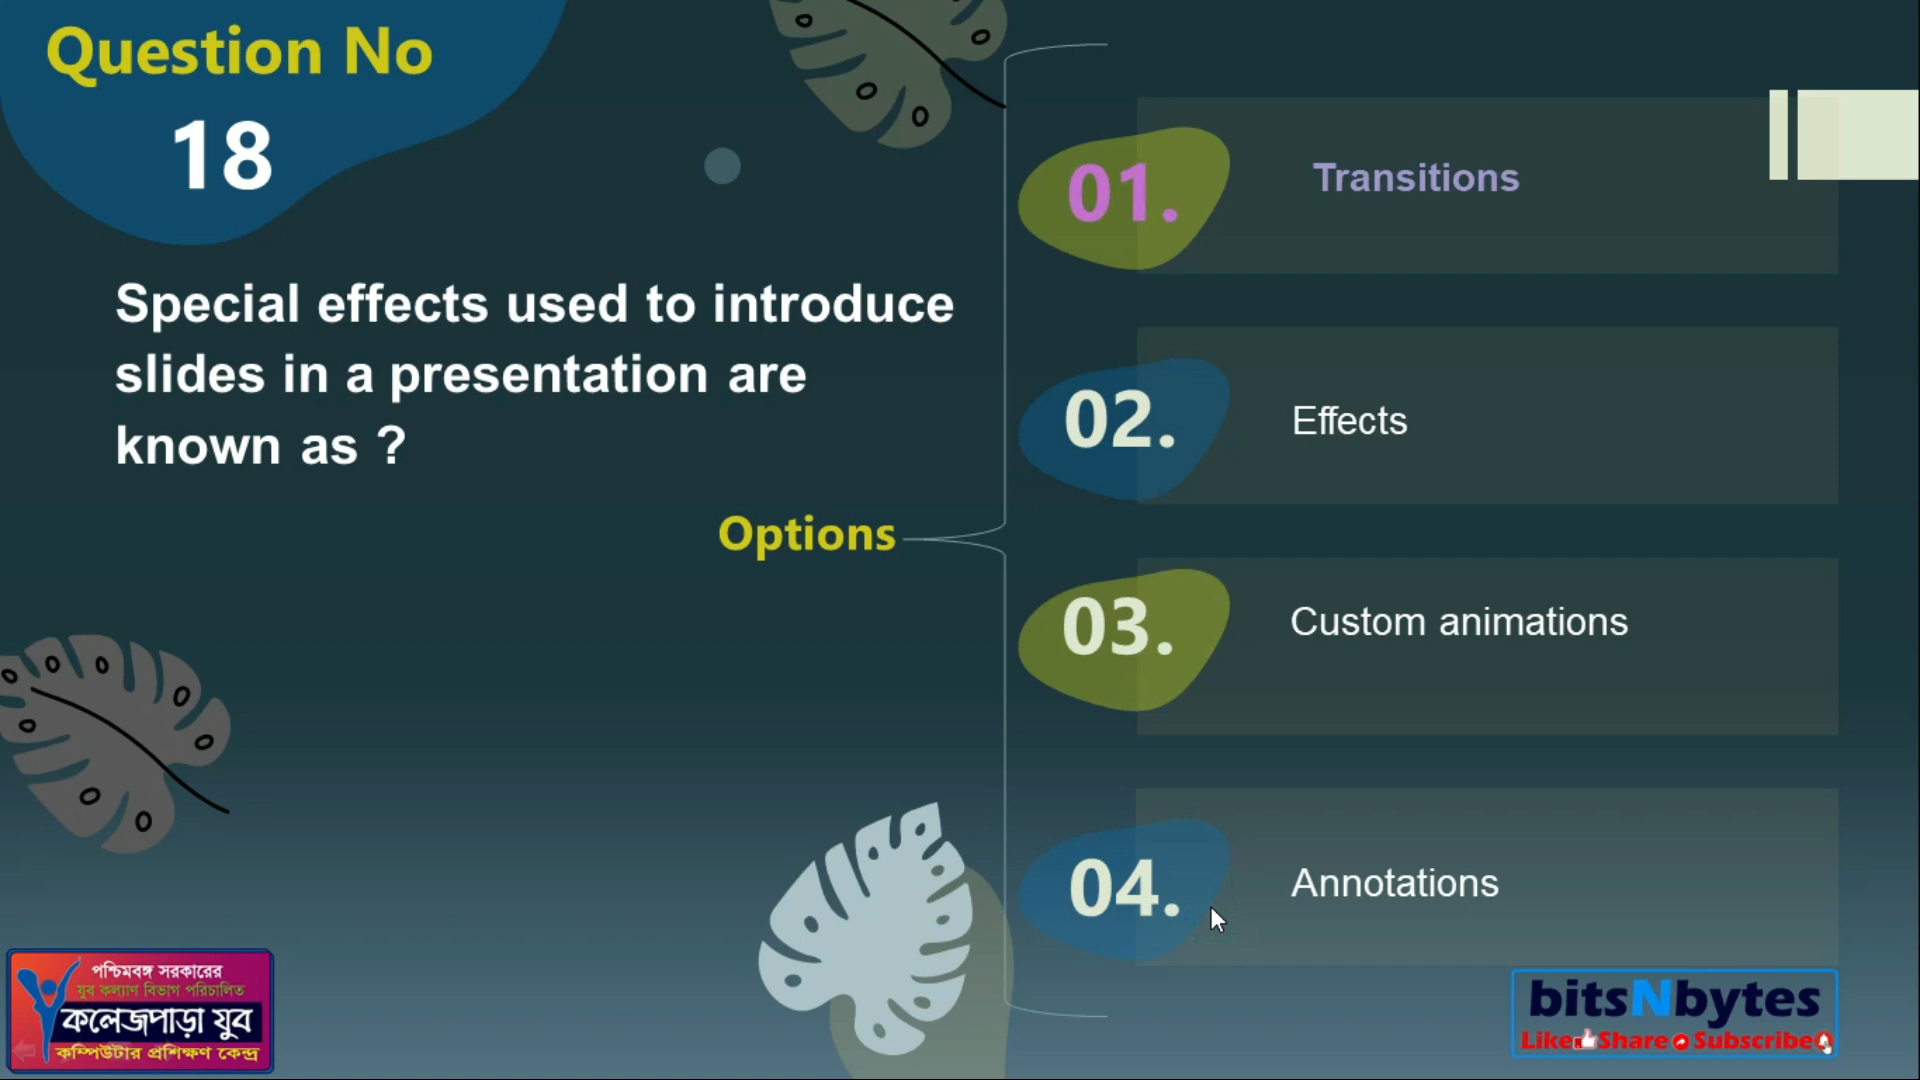 Question No
18
Special effects used to introduce
slides in a presentation are
known as ?
Options
01.
Transitions
02.
Effects
03.
Custom animations
04.
Annotations
পশ্চিমবঙ্গ সরকারের
যুব কল্যাণ বিভাগ পরিচালিত
কলেজপাড়া যুব
কম্পিউটার প্রশিক্ষণ কেন্দ্র
bitsNbytes
Like Share Subscribe